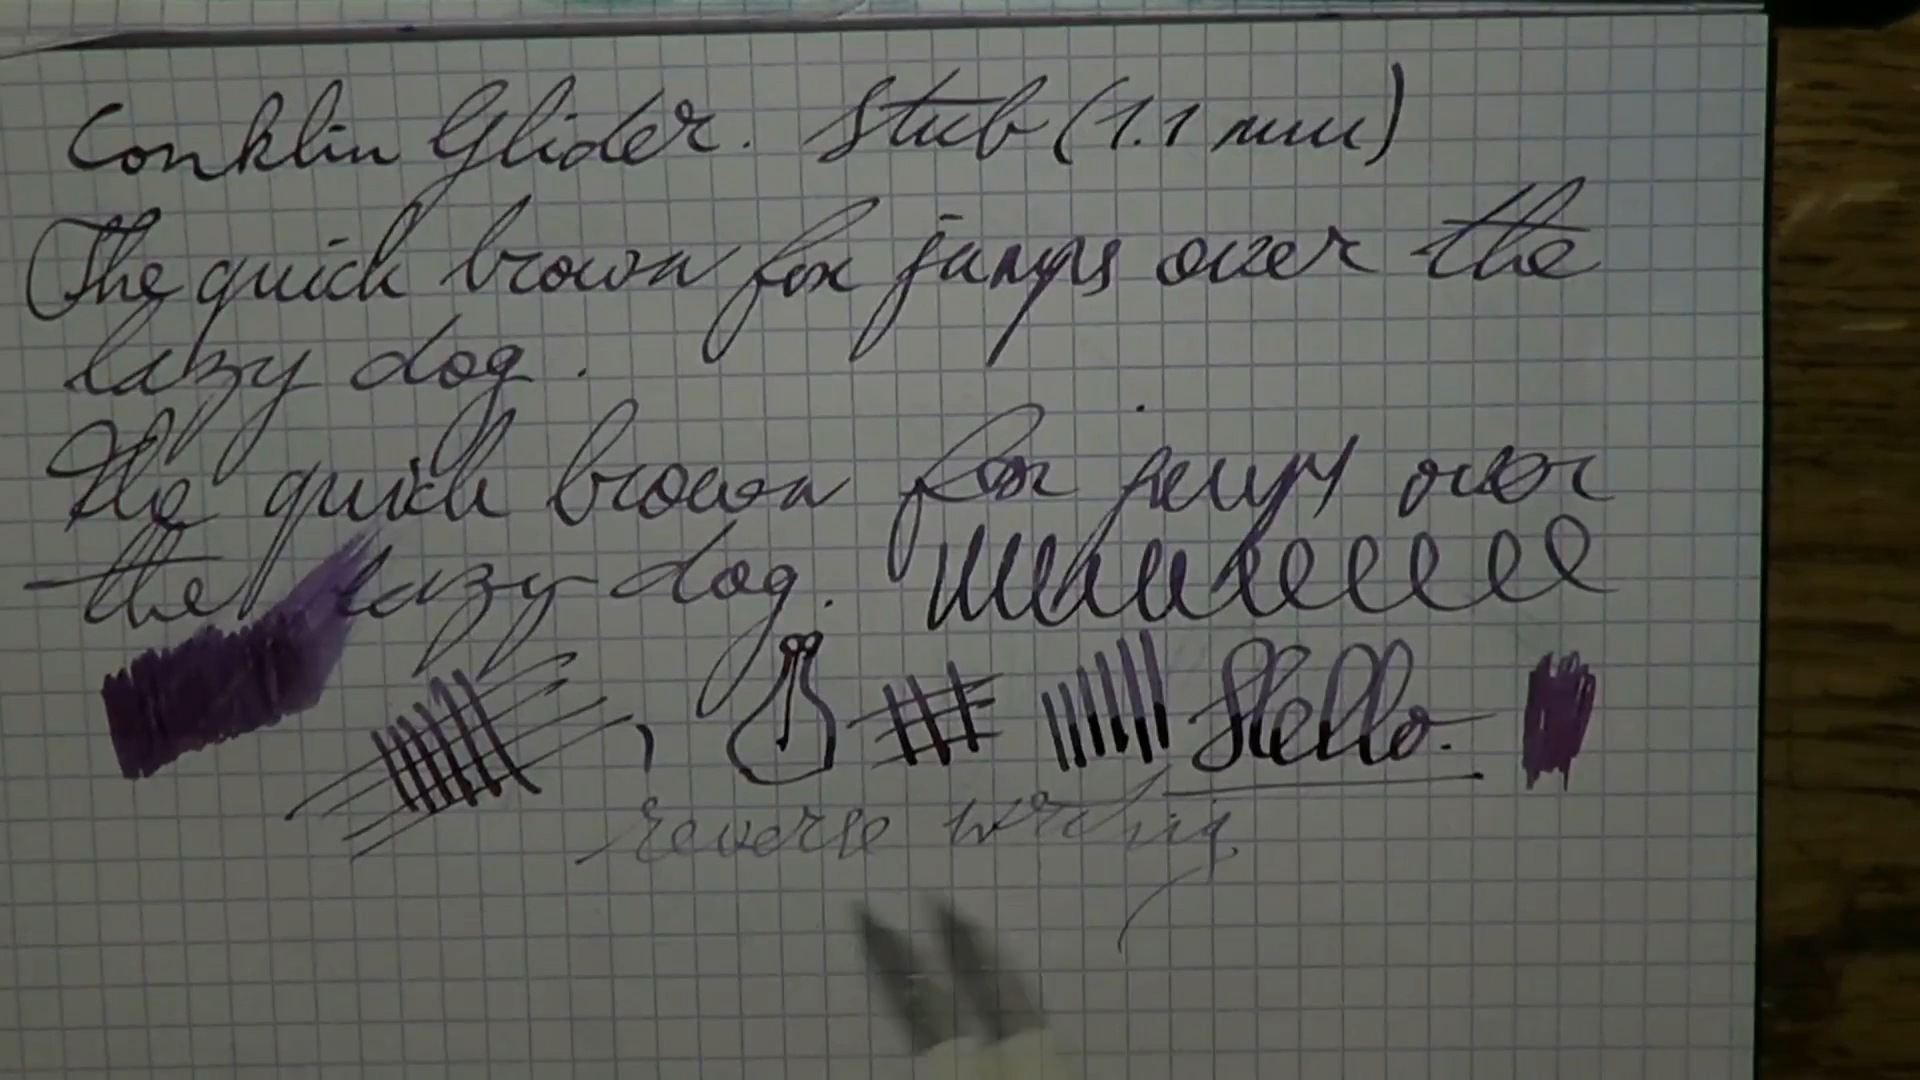 Conklin Glider. Stub (1.1 mm)
The quick brown fox jumps over the
lazy dog.
The quick brown fox jumps over
the lazy dog.
Hello.
reverse writing